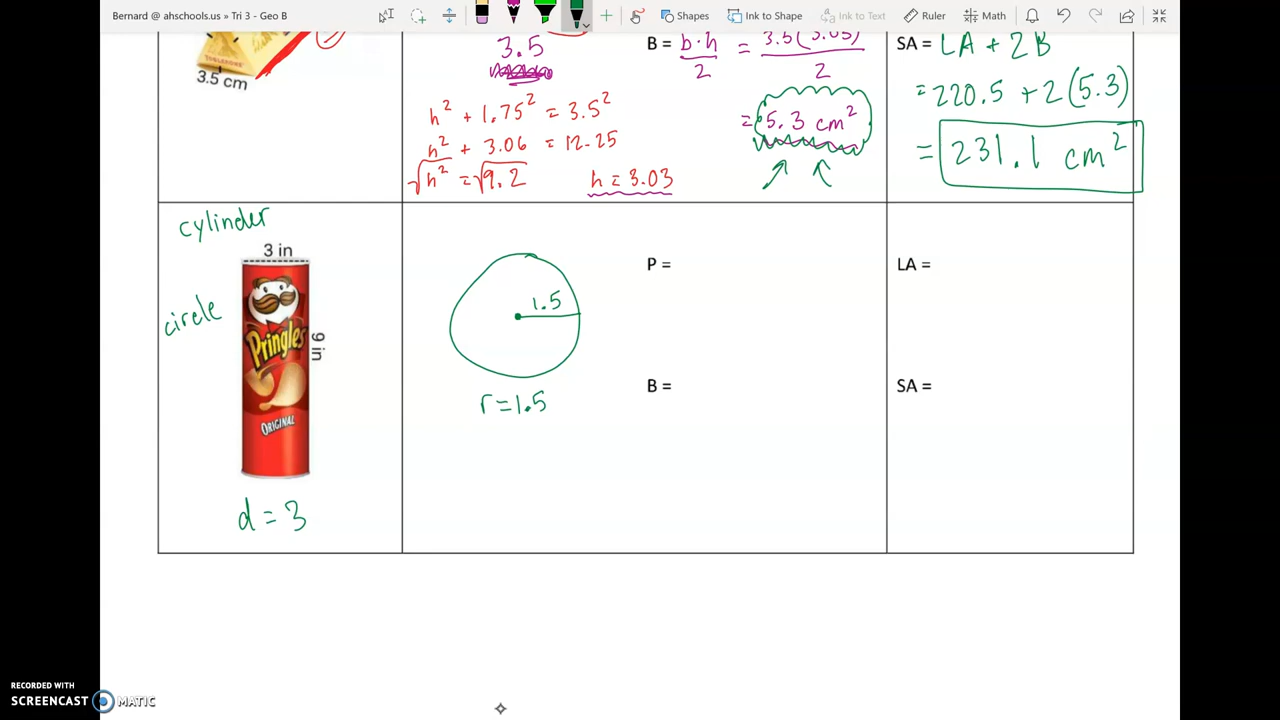 Bernard @ ahschools.us » Tri 3 - Geo B
Shapes
Ink to Shape
Ink to Text
Ruler
Math
TOBLERONE
3.5 cm
3.5
h² + 1.75² = 3.5²
h² + 3.06 = 12.25
√h² = √9.2
h = 3.03
B = b·h/2 = 3.5(3.03)/2
= 5.3 cm²
SA = LA + 2B
= 220.5 + 2(5.3)
= 231.1 cm²
cylinder
3 in
circle
Pringles
ORIGINAL
9 in
d = 3
1.5
r = 1.5
P =
B =
LA =
SA =
RECORDED WITH
SCREENCAST MATIC